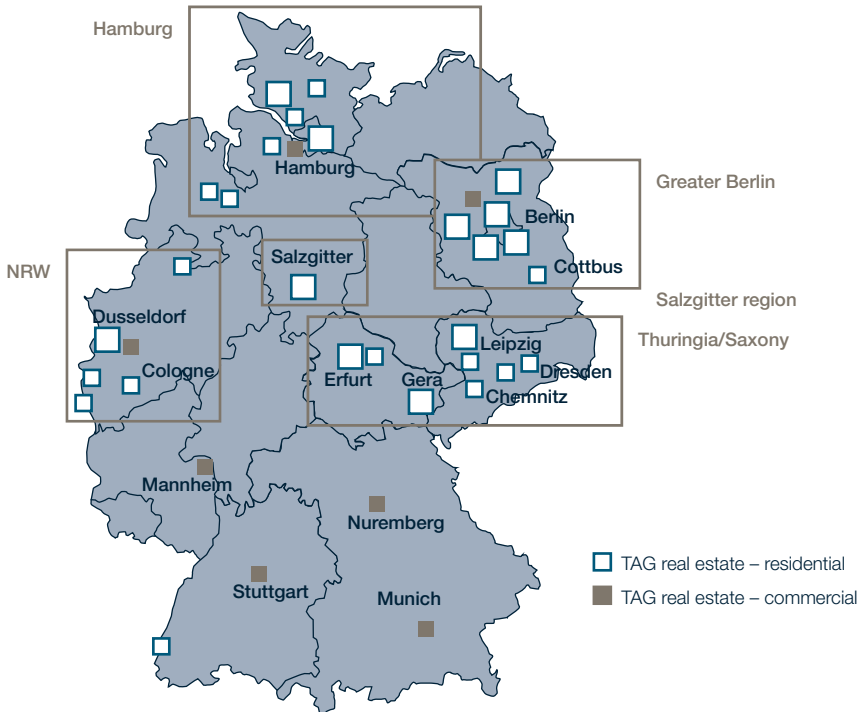 Hamburg
Hamburg
Greater Berlin
Berlin
Salzgitter
Cottbus
NRW
Salzgitter region
Dusseldorf
Thuringia/Saxony
Leipzig
Cologne
Erfurt
Gera
Dresden
Chemnitz
Mannheim
Nuremberg
TAG real estate – residential
Stuttgart
Munich
TAG real estate – commercial